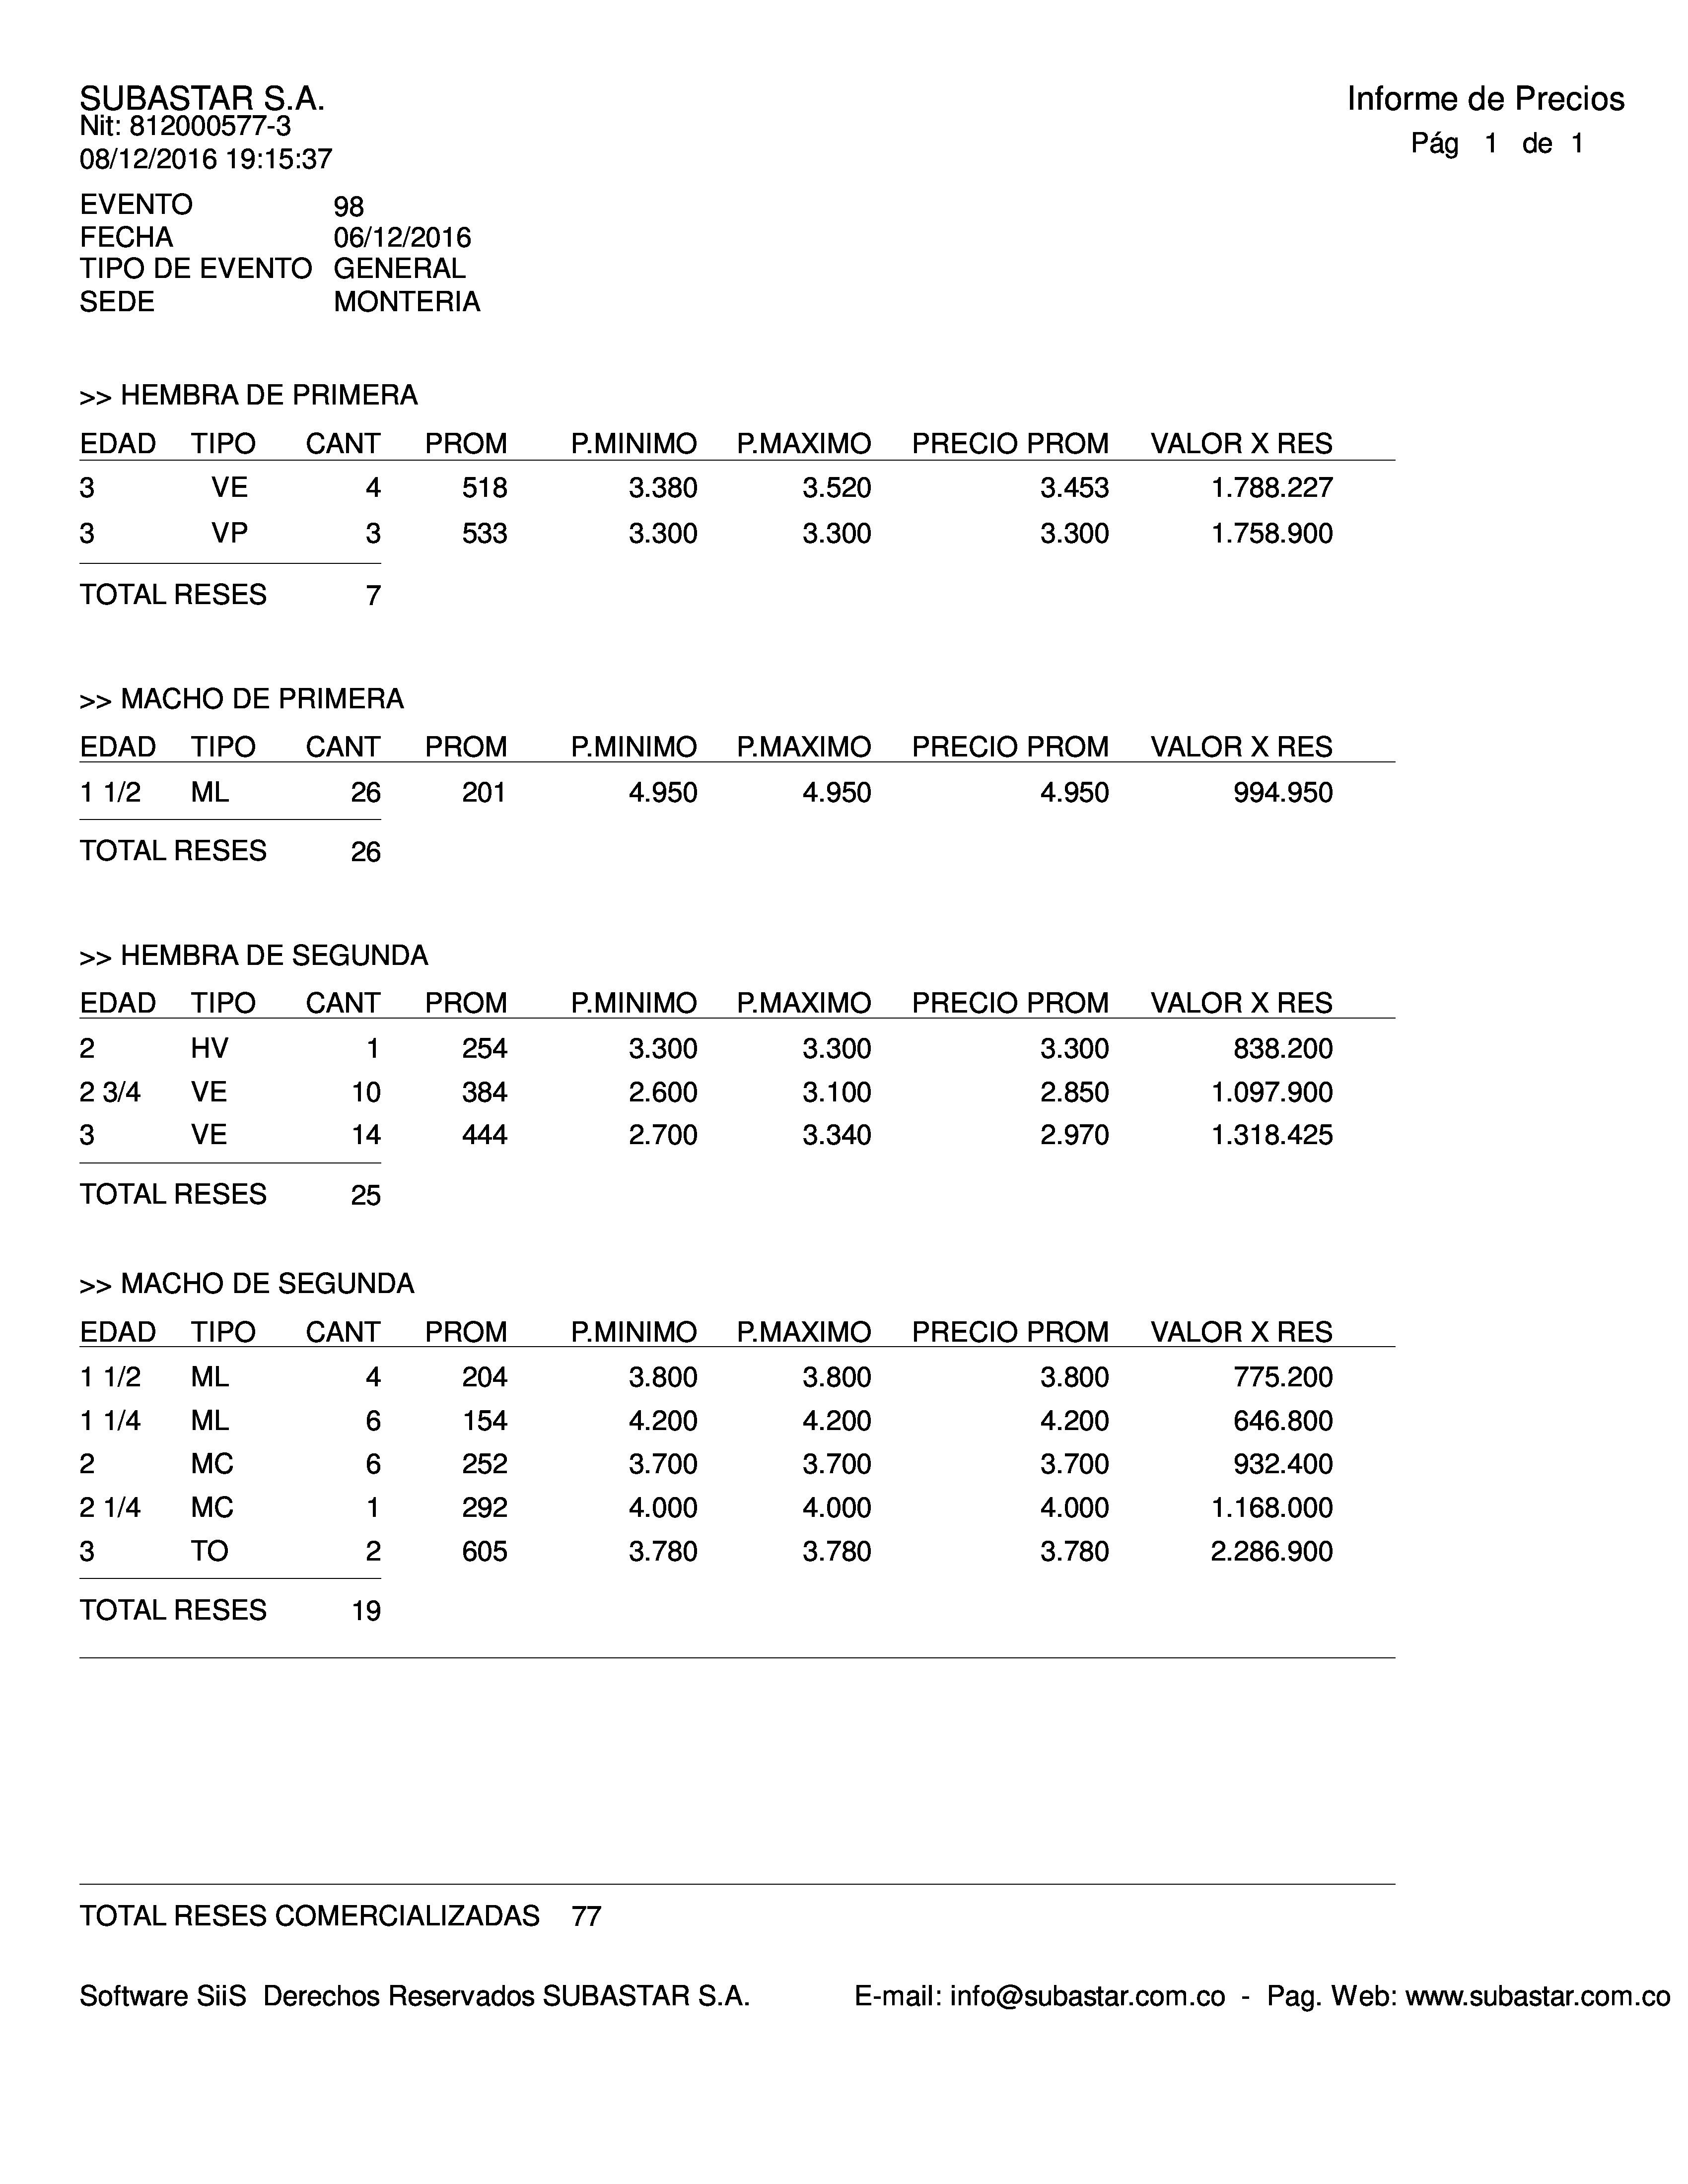 SUBASTAR S.A.
Informe de Precios
Nit: 812000577-3
08/12/2016 19:15:37
Pág 1 de 1
EVENTO 98
FECHA 06/12/2016
TIPO DE EVENTO GENERAL
SEDE MONTERIA
>> HEMBRA DE PRIMERA
EDAD TIPO CANT PROM P.MINIMO P.MAXIMO PRECIO PROM VALOR X RES
3 VE 4 518 3.380 3.520 3.453 1.788.227
3 VP 3 533 3.300 3.300 3.300 1.758.900
TOTAL RESES 7
>> MACHO DE PRIMERA
EDAD TIPO CANT PROM P.MINIMO P.MAXIMO PRECIO PROM VALOR X RES
1 1/2 ML 26 201 4.950 4.950 4.950 994.950
TOTAL RESES 26
>> HEMBRA DE SEGUNDA
EDAD TIPO CANT PROM P.MINIMO P.MAXIMO PRECIO PROM VALOR X RES
2 HV 1 254 3.300 3.300 3.300 838.200
2 3/4 VE 10 384 2.600 3.100 2.850 1.097.900
3 VE 14 444 2.700 3.340 2.970 1.318.425
TOTAL RESES 25
>> MACHO DE SEGUNDA
EDAD TIPO CANT PROM P.MINIMO P.MAXIMO PRECIO PROM VALOR X RES
1 1/2 ML 4 204 3.800 3.800 3.800 775.200
1 1/4 ML 6 154 4.200 4.200 4.200 646.800
2 MC 6 252 3.700 3.700 3.700 932.400
2 1/4 MC 1 292 4.000 4.000 4.000 1.168.000
3 TO 2 605 3.780 3.780 3.780 2.286.900
TOTAL RESES 19
TOTAL RESES COMERCIALIZADAS 77
Software SiiS Derechos Reservados SUBASTAR S.A. E-mail: info@subastar.com.co - Pag. Web: www.subastar.com.co